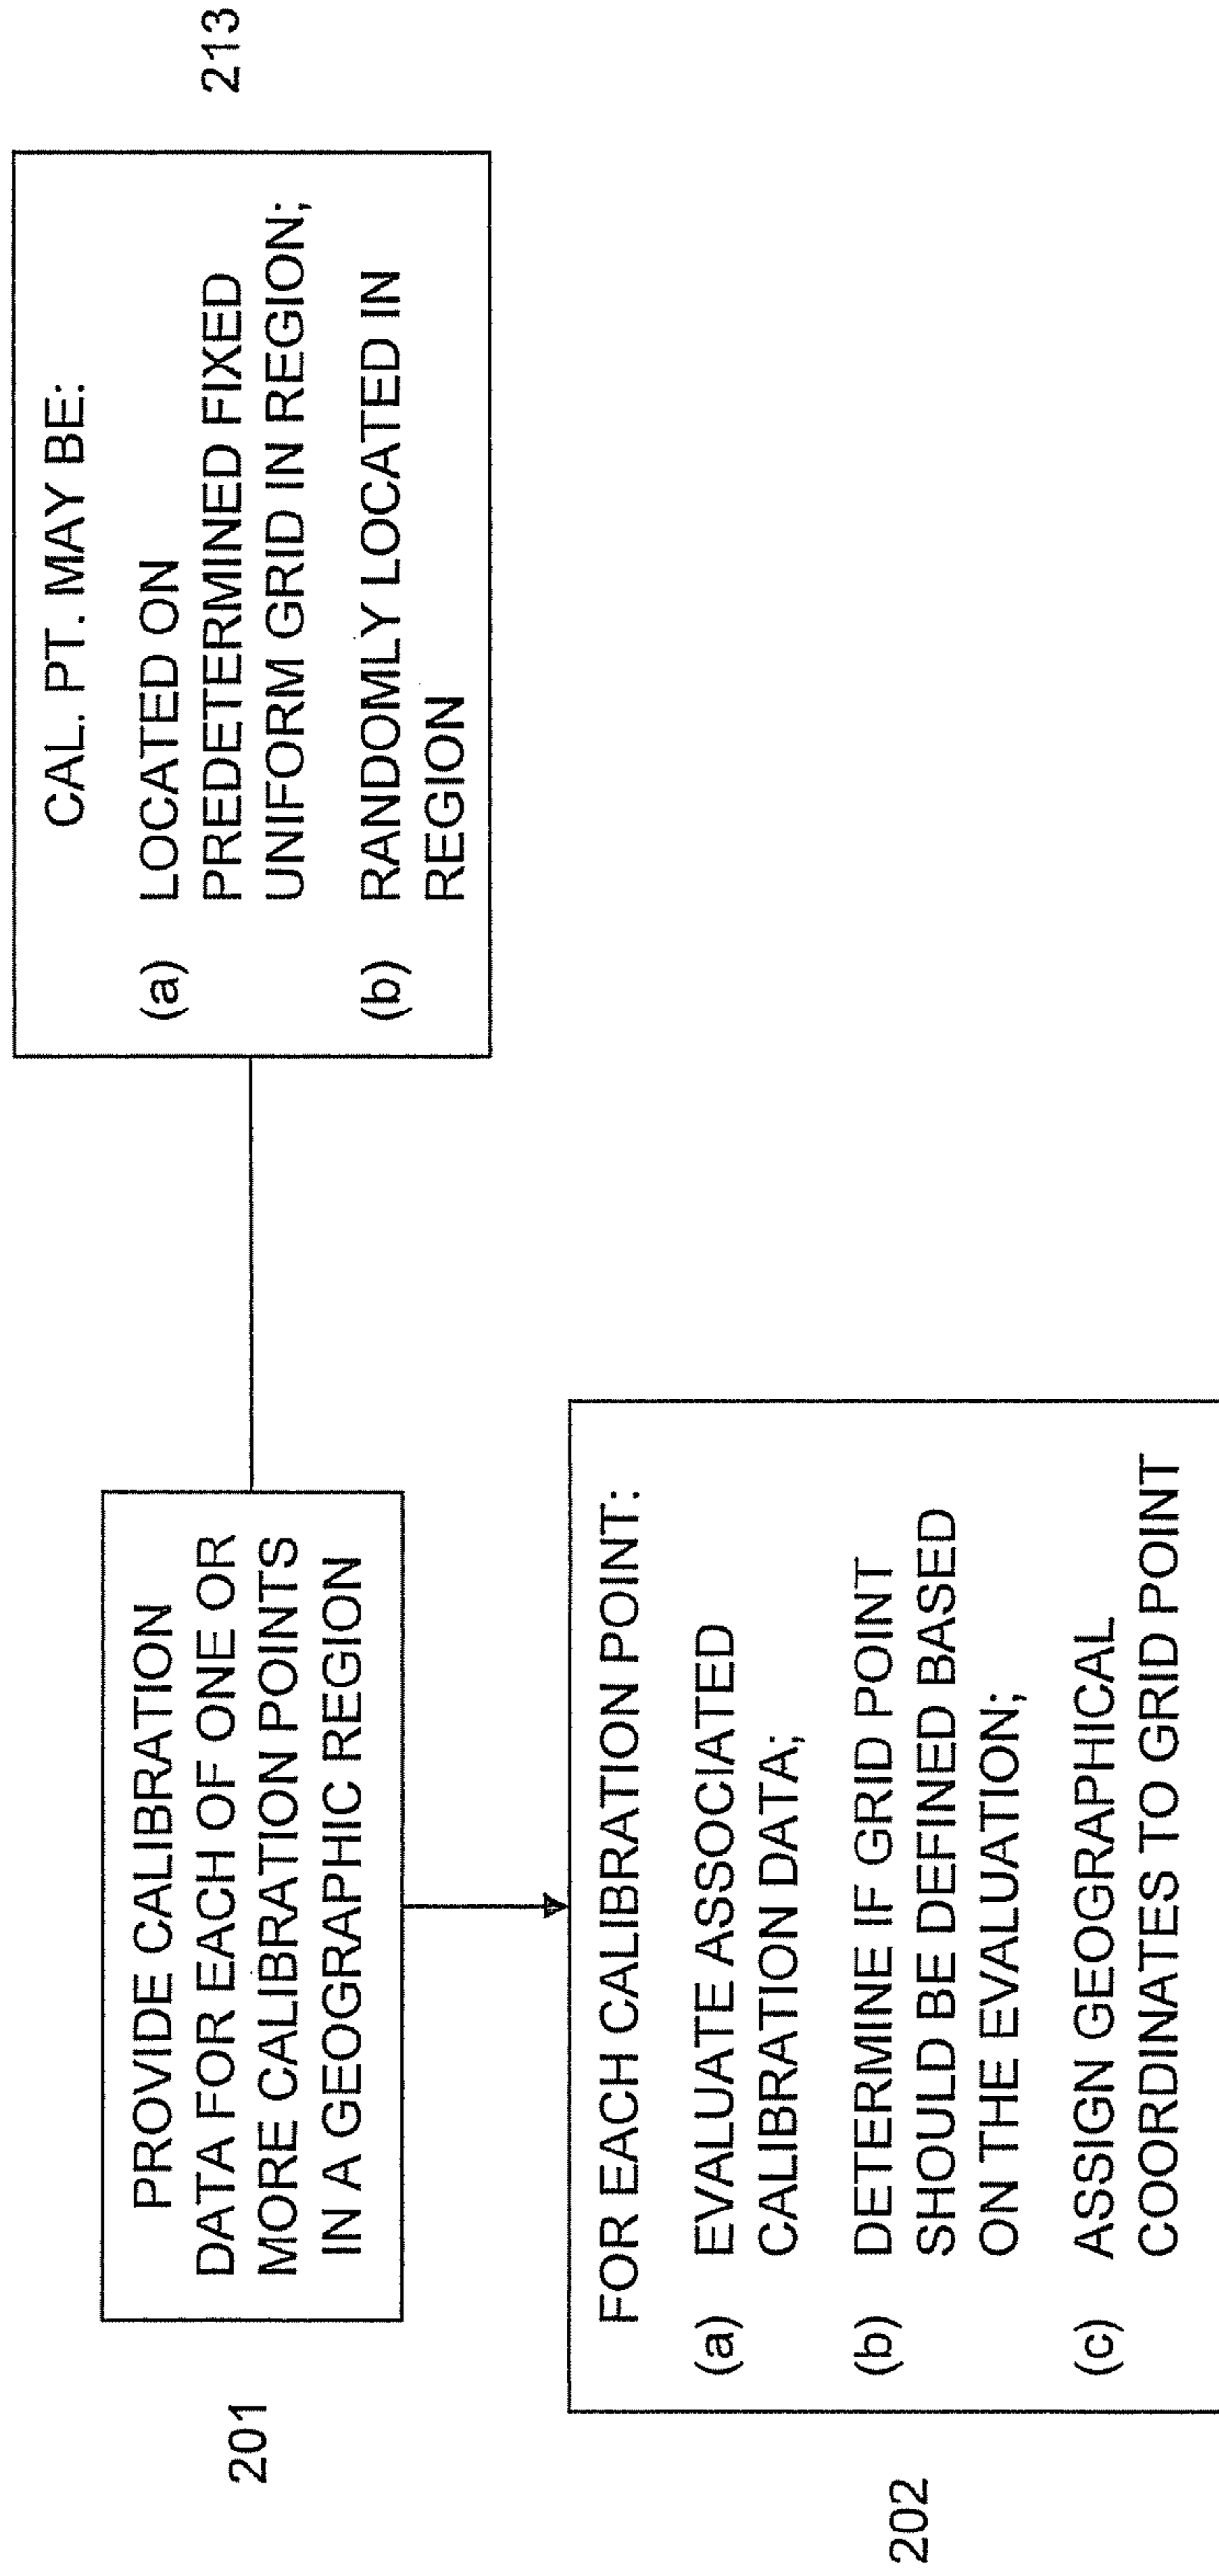 201
PROVIDE CALIBRATION
DATA FOR EACH OF ONE OR
MORE CALIBRATION POINTS
IN A GEOGRAPHIC REGION
CAL. PT. MAY BE:
(a) LOCATED ON
PREDETERMINED FIXED
UNIFORM GRID IN REGION;
(b) RANDOMLY LOCATED IN
REGION
213
202
FOR EACH CALIBRATION POINT:
(a) EVALUATE ASSOCIATED
CALIBRATION DATA;
(b) DETERMINE IF GRID POINT
SHOULD BE DEFINED BASED
ON THE EVALUATION;
(c) ASSIGN GEOGRAPHICAL
COORDINATES TO GRID POINT